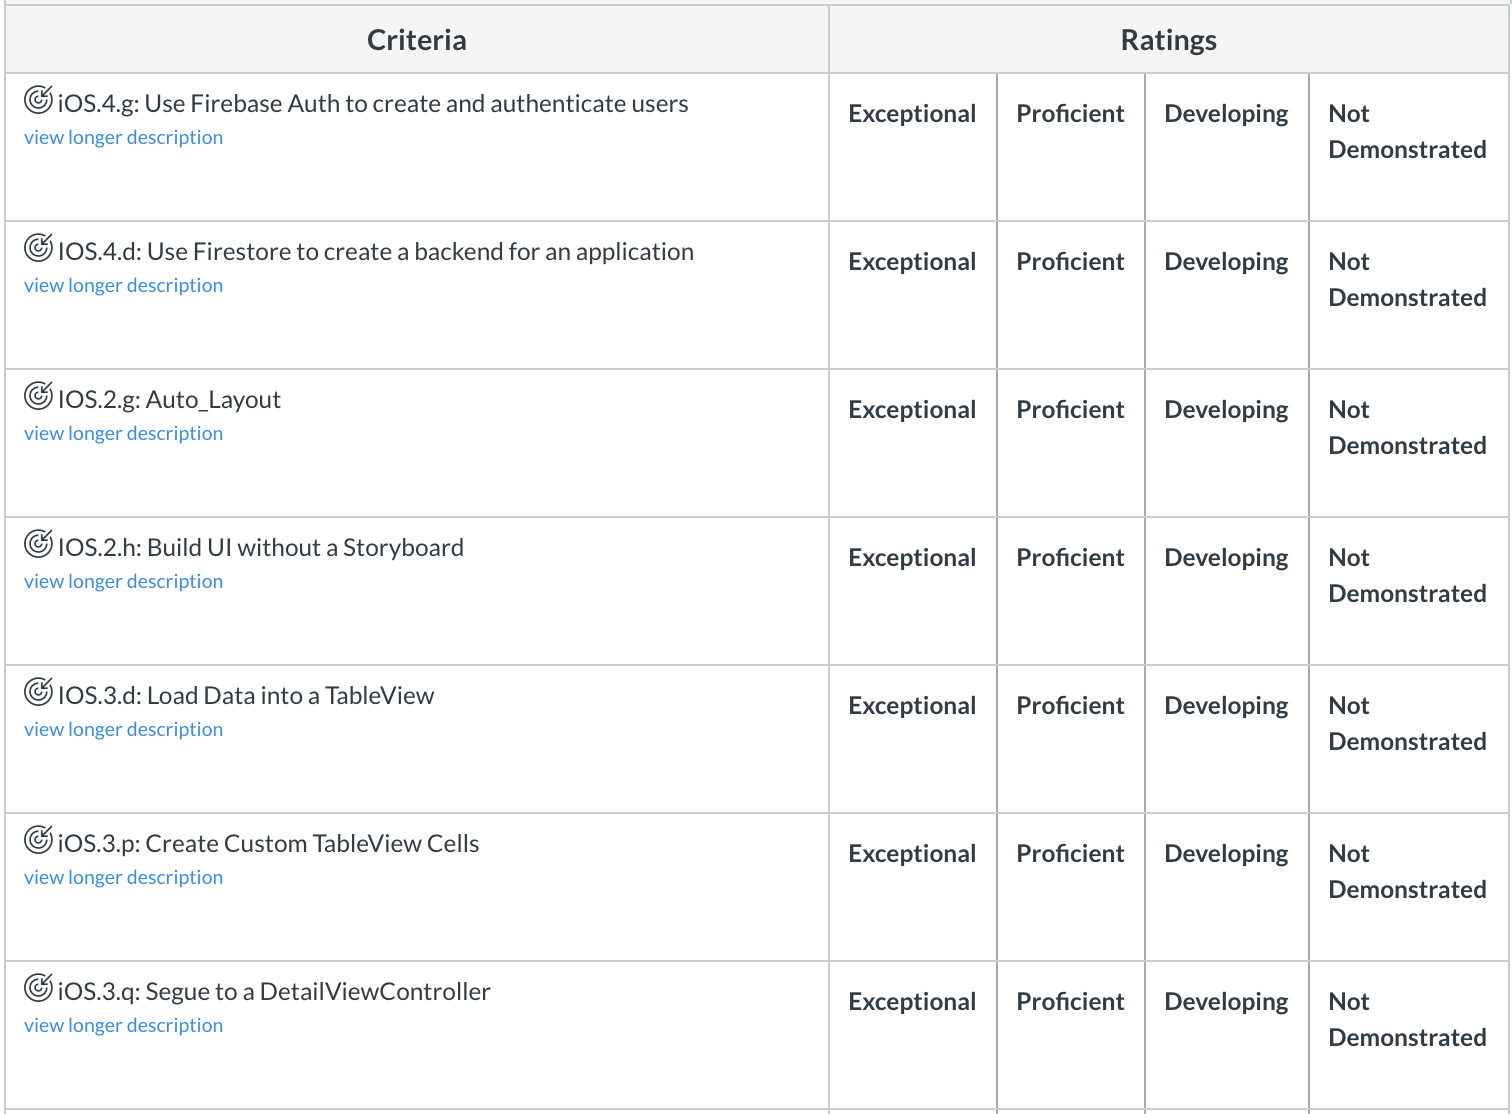 Criteria Ratings
iOS.4.g: Use Firebase Auth to create and authenticate users
view longer description
Exceptional Proficient Developing Not
Demonstrated
IOS.4.d: Use Firestore to create a backend for an application
view longer description
Exceptional Proficient Developing Not
Demonstrated
IOS.2.g: Auto_Layout
view longer description
Exceptional Proficient Developing Not
Demonstrated
IOS.2.h: Build UI without a Storyboard
view longer description
Exceptional Proficient Developing Not
Demonstrated
IOS.3.d: Load Data into a TableView
view longer description
Exceptional Proficient Developing Not
Demonstrated
iOS.3.p: Create Custom TableView Cells
view longer description
Exceptional Proficient Developing Not
Demonstrated
iOS.3.q: Segue to a DetailViewController
view longer description
Exceptional Proficient Developing Not
Demonstrated